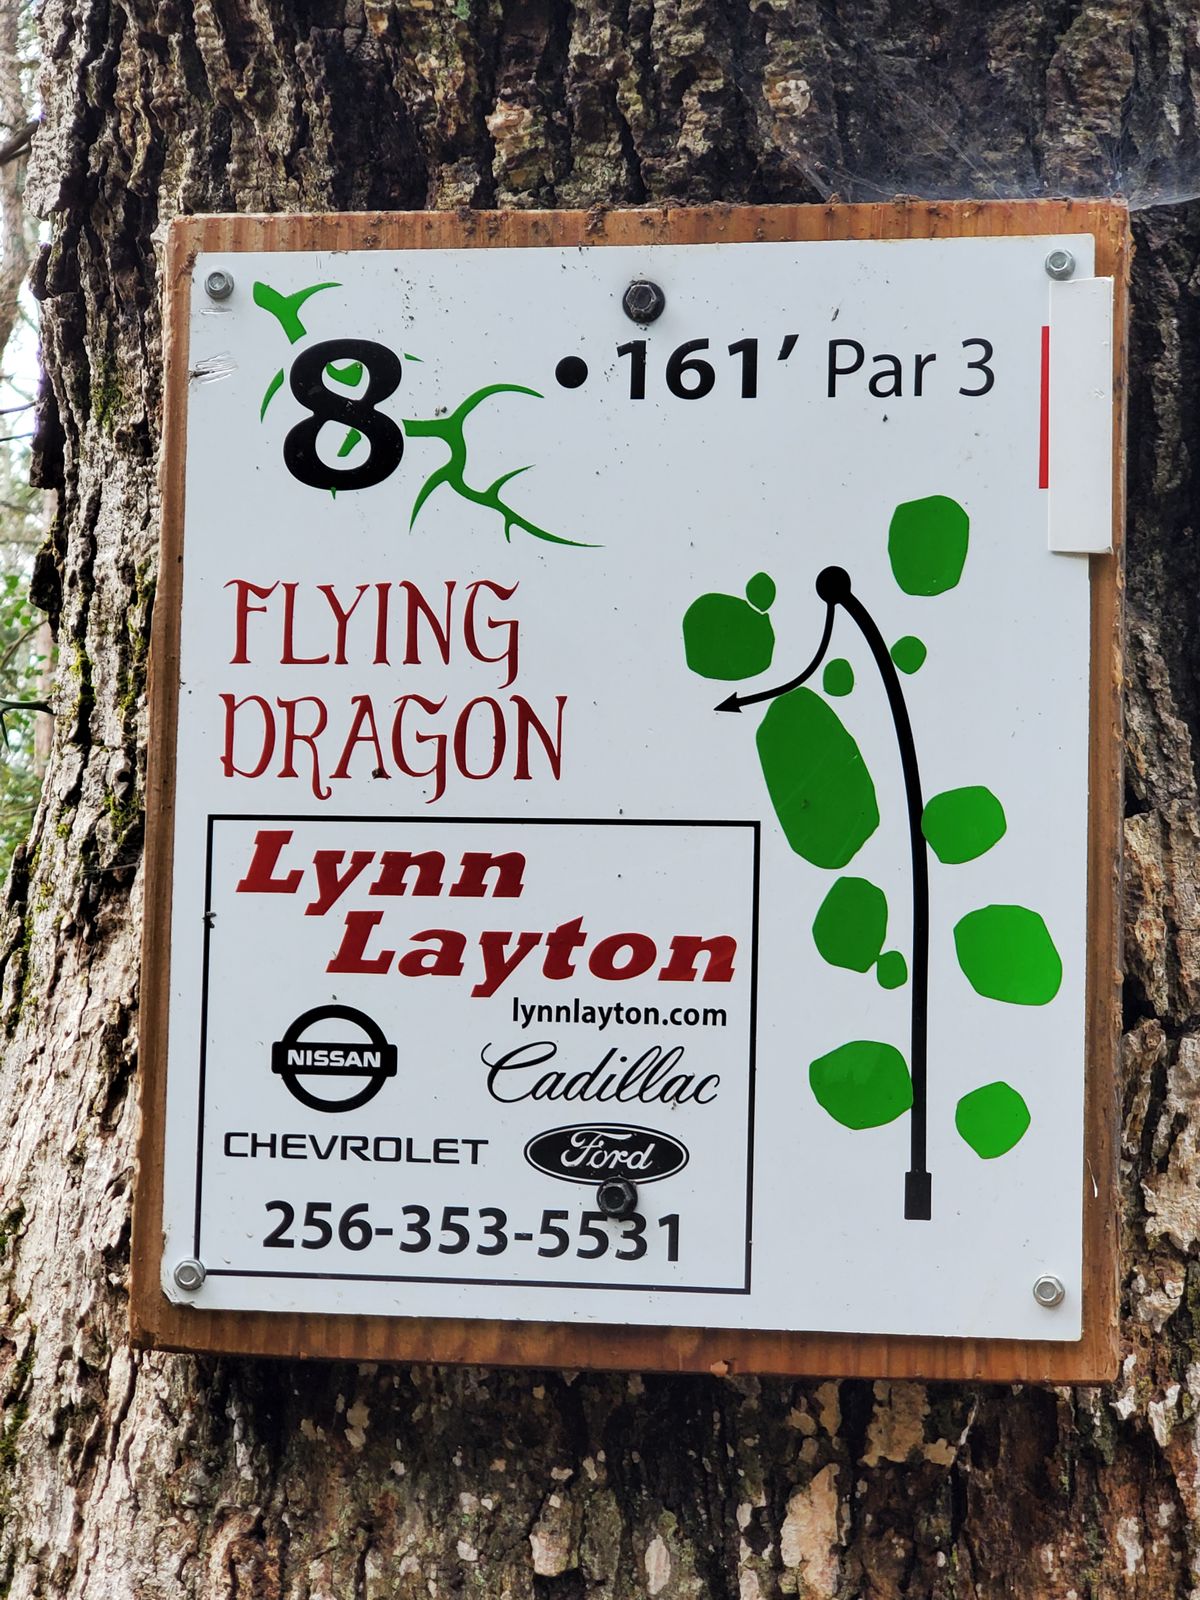 8 • 161′ Par 3
FLYING
DRAGON
Lynn
Layton
lynnlayton.com
NISSAN Cadillac
CHEVROLET Ford
256-353-5531